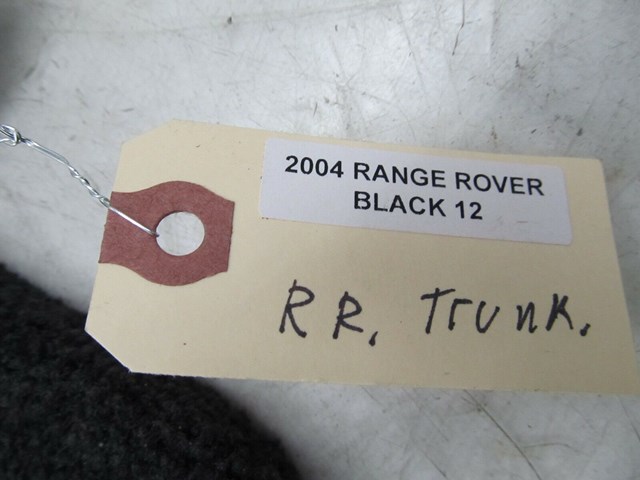 2004 RANGE ROVER
BLACK 12
RR. Trunk.